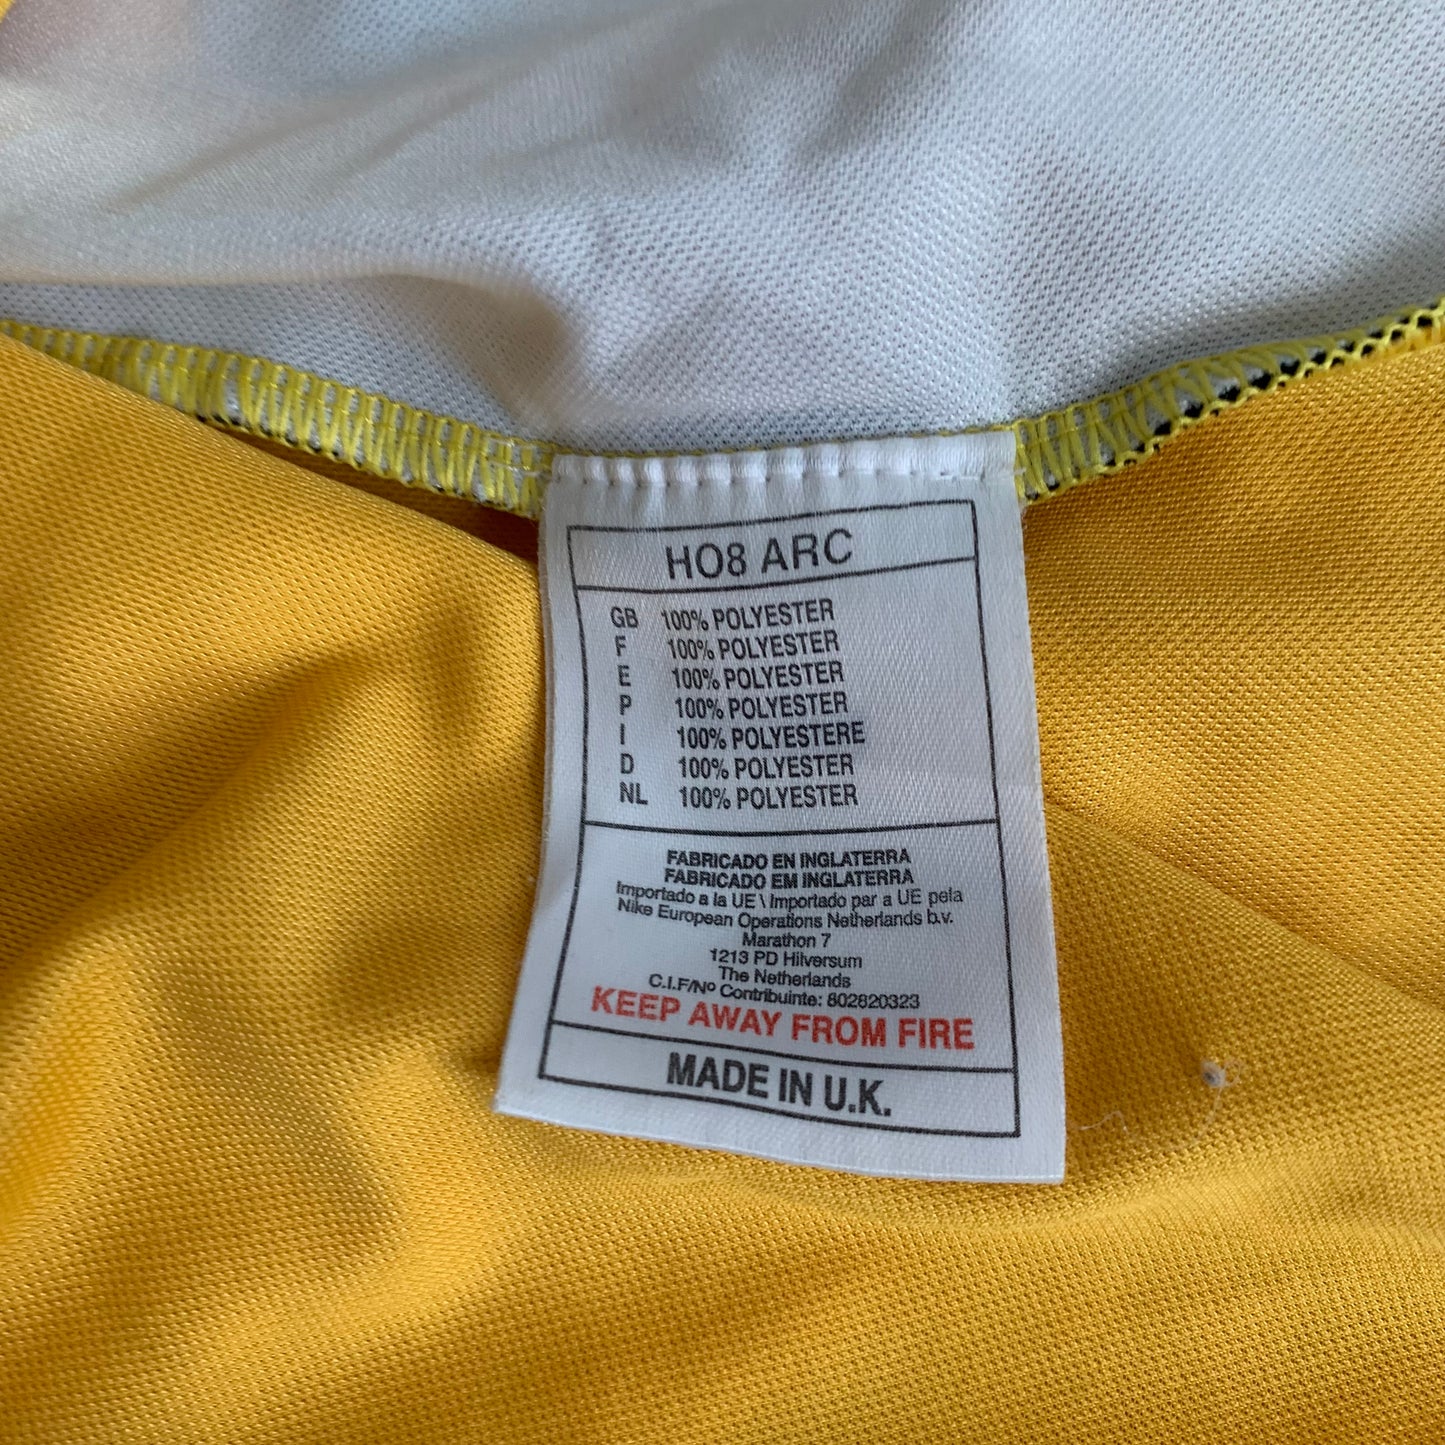 HO8 ARC
GB 100% POLYESTER
F 100% POLYESTER
E 100% POLYESTER
P 100% POLYESTER
I 100% POLYESTERE
D 100% POLYESTER
NL 100% POLYESTER
FABRICADO EN INGLATERRA
FABRICADO EM INGLATERRA
Importado a la UE \ Importado par a UE pela
Nike European Operations Netherlands b.v.
Marathon 7
1213 PD Hilversum
The Netherlands
C.I.F/Nº Contribuinte: 802820323
KEEP AWAY FROM FIRE
MADE IN U.K.